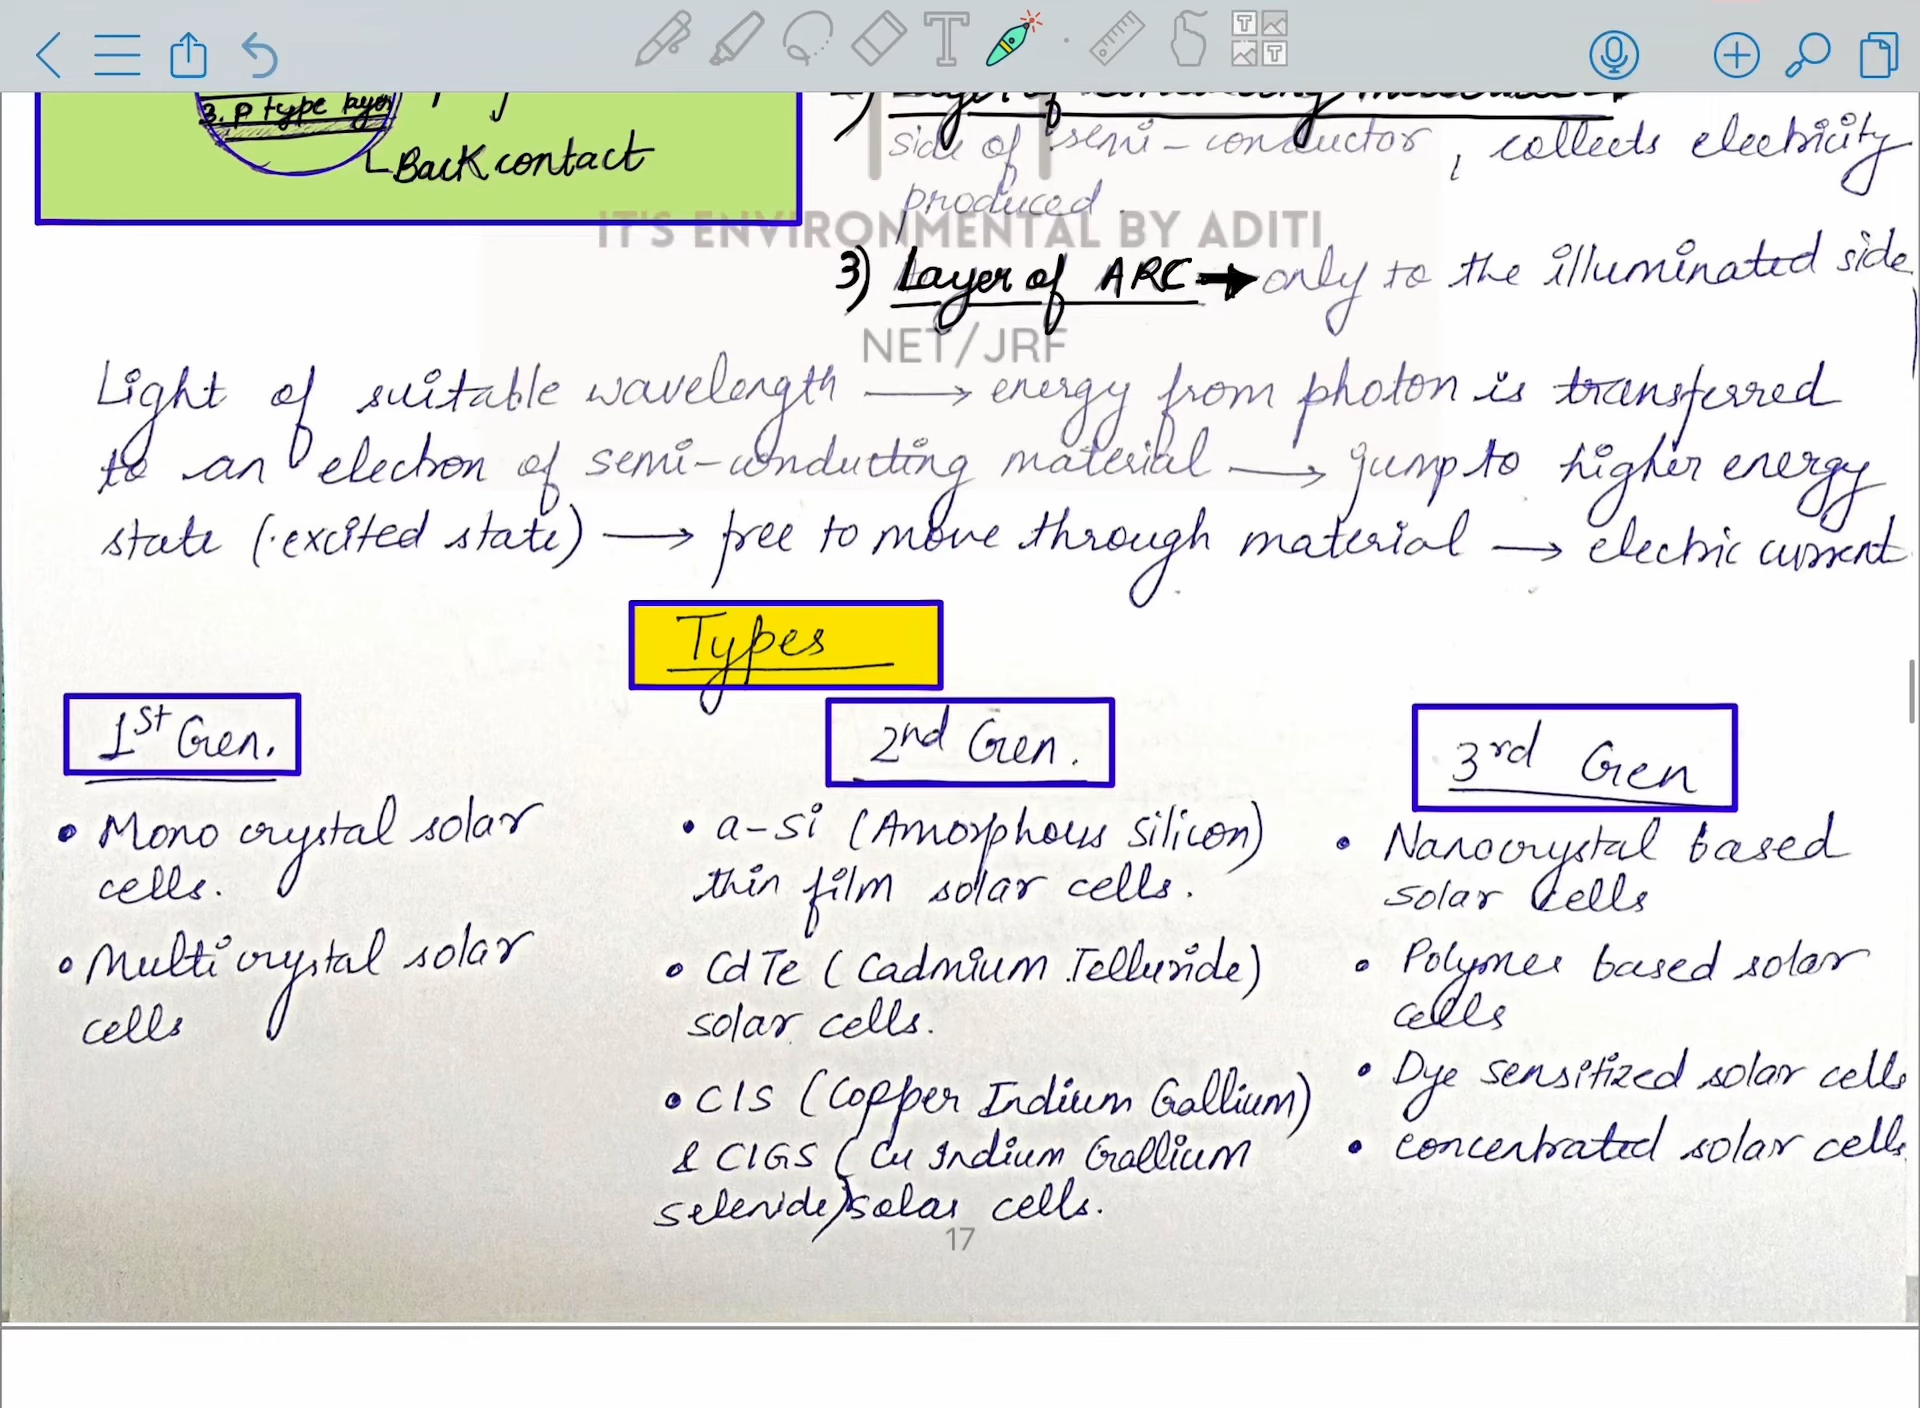 3. P type layer
Back contact
2) Layer of conducting material
side of semi-conductor, collects electricity
produced.
IT'S ENVIRONMENTAL BY ADITI
3) Layer of ARC → only to the illuminated side
NET/JRF
Light of suitable wavelength → energy from photon is transferred
to an electron of semi-conducting material → jump to higher energy
state (excited state) → free to move through material → electric current
Types
1st Gen.
• Mono crystal solar
cells.
• Multi crystal solar
cells
2nd Gen.
• a-Si (Amorphous Silicon)
thin film solar cells.
• CdTe (Cadmium Telluride)
solar cells.
• CIS (Copper Indium Gallium)
& CIGS (Cu Indium Gallium
selenide) solar cells.
3rd Gen
• Nanocrystal based
solar cells
• Polymer based solar
cells
• Dye sensitized solar cells
• concentrated solar cells
17